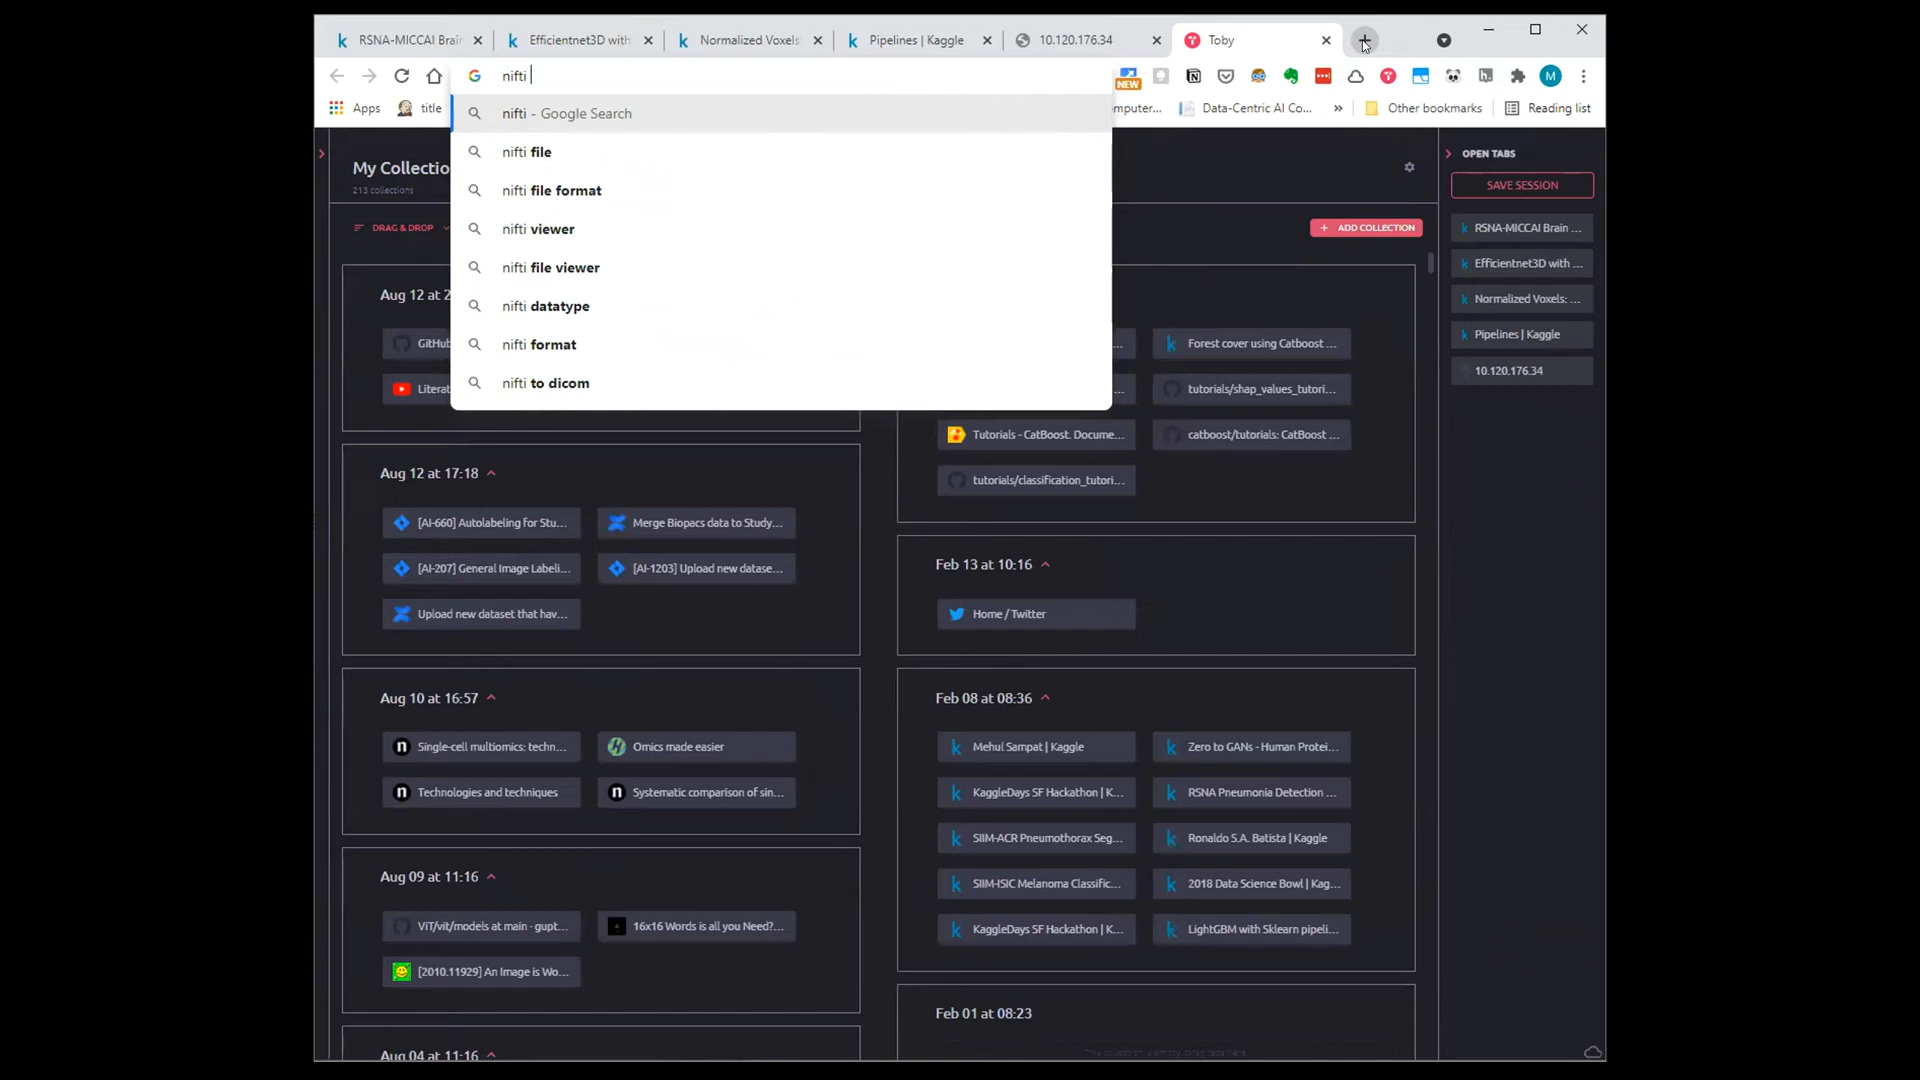 RSNA-MICCAI Brain
Efficientnet3D with
Normalized Voxels:
Pipelines | Kaggle
10.120.176.34
Toby
nifti
NEW
M
Apps
title
mputer...
Data-Centric AI Co...
»
Other bookmarks
Reading list
nifti - Google Search
nifti file
nifti file format
nifti viewer
nifti file viewer
nifti datatype
nifti format
nifti to dicom
My Collectio
213 collections
DRAG & DROP
+ ADD COLLECTION
OPEN TABS
SAVE SESSION
RSNA-MICCAI Brain ...
Efficientnet3D with ...
Normalized Voxels: ...
Pipelines | Kaggle
10.120.176.34
Aug 12 at 2
GitHub
Literat
Aug 12 at 17:18
[AI-660] Autolabeling for Stu...
Merge Biopacs data to Study...
[AI-207] General Image Labeli...
[AI-1203] Upload new datase...
Upload new dataset that hav...
Aug 10 at 16:57
Single-cell multiomics: techn...
Omics made easier
Technologies and techniques
Systematic comparison of sin...
Aug 09 at 11:16
ViT/vit/models at main · gupt...
16x16 Words is all you Need?...
[2010.11929] An Image is Wo...
Aug 04 at 11:16
Forest cover using Catboost ...
tutorials/shap_values_tutori...
Tutorials - CatBoost. Docume...
catboost/tutorials: CatBoost ...
tutorials/classification_tutori...
Feb 13 at 10:16
Home / Twitter
Feb 08 at 08:36
Mehul Sampat | Kaggle
Zero to GANs - Human Protei...
KaggleDays SF Hackathon | K...
RSNA Pneumonia Detection ...
SIIM-ACR Pneumothorax Seg...
Ronaldo S.A. Batista | Kaggle
SIIM-ISIC Melanoma Classific...
2018 Data Science Bowl | Kag...
KaggleDays SF Hackathon | K...
LightGBM with Sklearn pipeli...
Feb 01 at 08:23
This collection is empty. Drag tabs here.